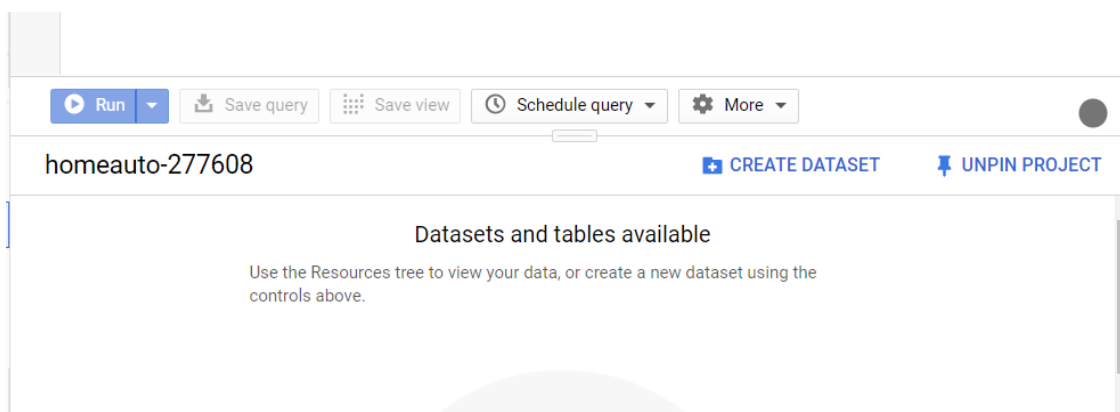 Run Save query Save view Schedule query More
homeauto-277608 CREATE DATASET UNPIN PROJECT
Datasets and tables available
Use the Resources tree to view your data, or create a new dataset using the
controls above.